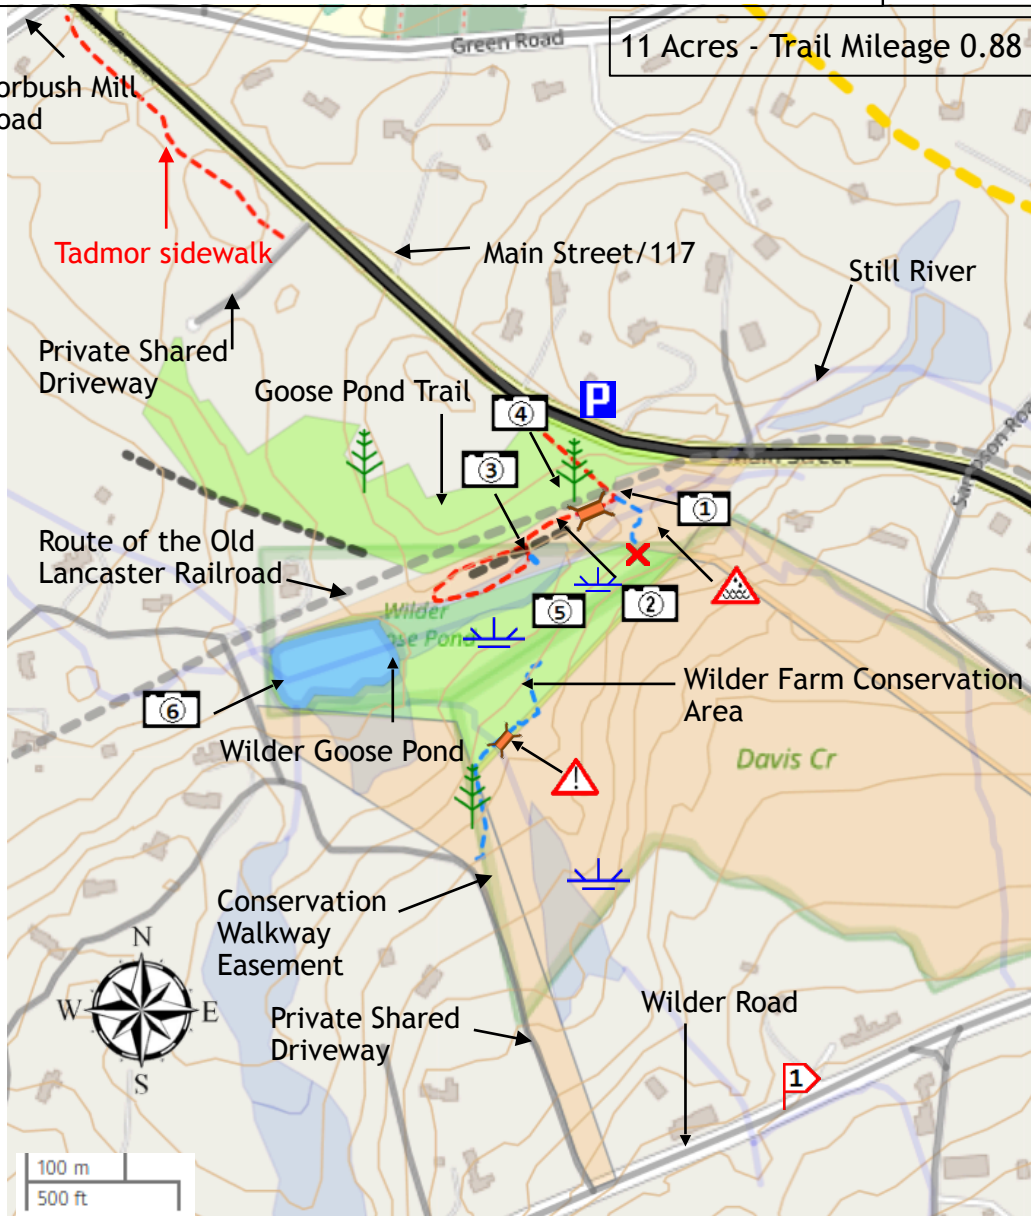 Green Road
11 Acres - Trail Mileage 0.88
orbush Mill
oad
Tadmor sidewalk
Main Street/117
Still River
Private Shared
Driveway
Goose Pond Trail
P
4
3
1
Main Street
Route of the Old
Lancaster Railroad
Wilder
ose Pond
5
2
6
Wilder Farm Conservation
Area
Wilder Goose Pond
Davis Cr
!
Conservation
Walkway
Easement
N
W
E
S
Private Shared
Driveway
Wilder Road
1
100 m
500 ft